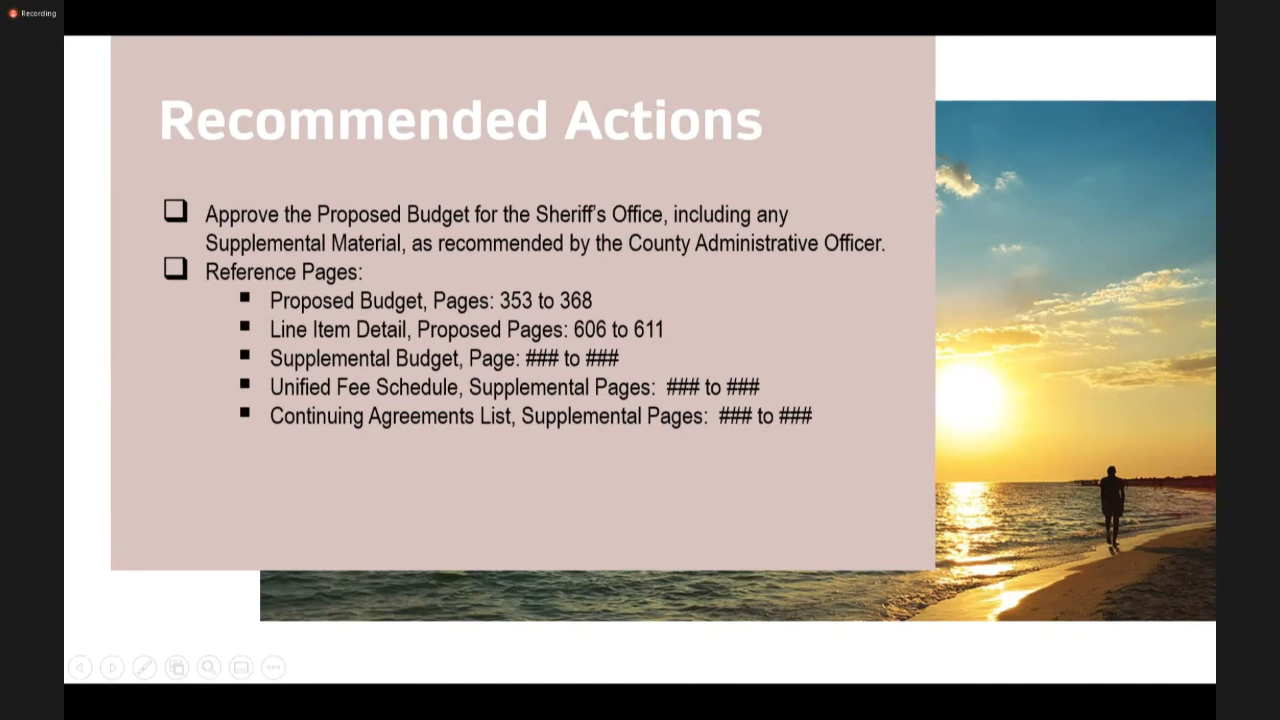 Recording
Recommended Actions
Approve the Proposed Budget for the Sheriff's Office, including any
Supplemental Material, as recommended by the County Administrative Officer.
Reference Pages:
Proposed Budget, Pages: 353 to 368
Line Item Detail, Proposed Pages: 606 to 611
Supplemental Budget, Page: ### to ###
Unified Fee Schedule, Supplemental Pages:  ### to ###
Continuing Agreements List, Supplemental Pages:  ### to ###